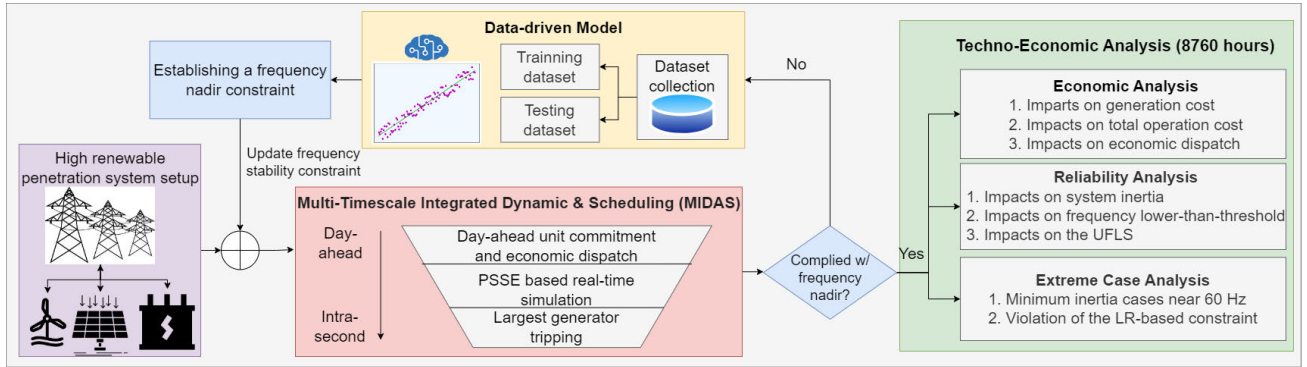 Data-driven Model
Trainning
dataset
Testing
dataset
Dataset
collection
Establishing a frequency
nadir constraint
Update frequency
stability constraint
High renewable
penetration system setup
Multi-Timescale Integrated Dynamic & Scheduling (MIDAS)
Day-
ahead
Intra-
second
Day-ahead unit commitment
and economic dispatch
PSSE based real-time
simulation
Largest generator
tripping
Complied w/
frequency
nadir?
No
Yes
Techno-Economic Analysis (8760 hours)
Economic Analysis
1. Imparts on generation cost
2. Impacts on total operation cost
3. Impacts on economic dispatch
Reliability Analysis
1. Impacts on system inertia
2. Impacts on frequency lower-than-threshold
3. Impacts on the UFLS
Extreme Case Analysis
1. Minimum inertia cases near 60 Hz
2. Violation of the LR-based constraint